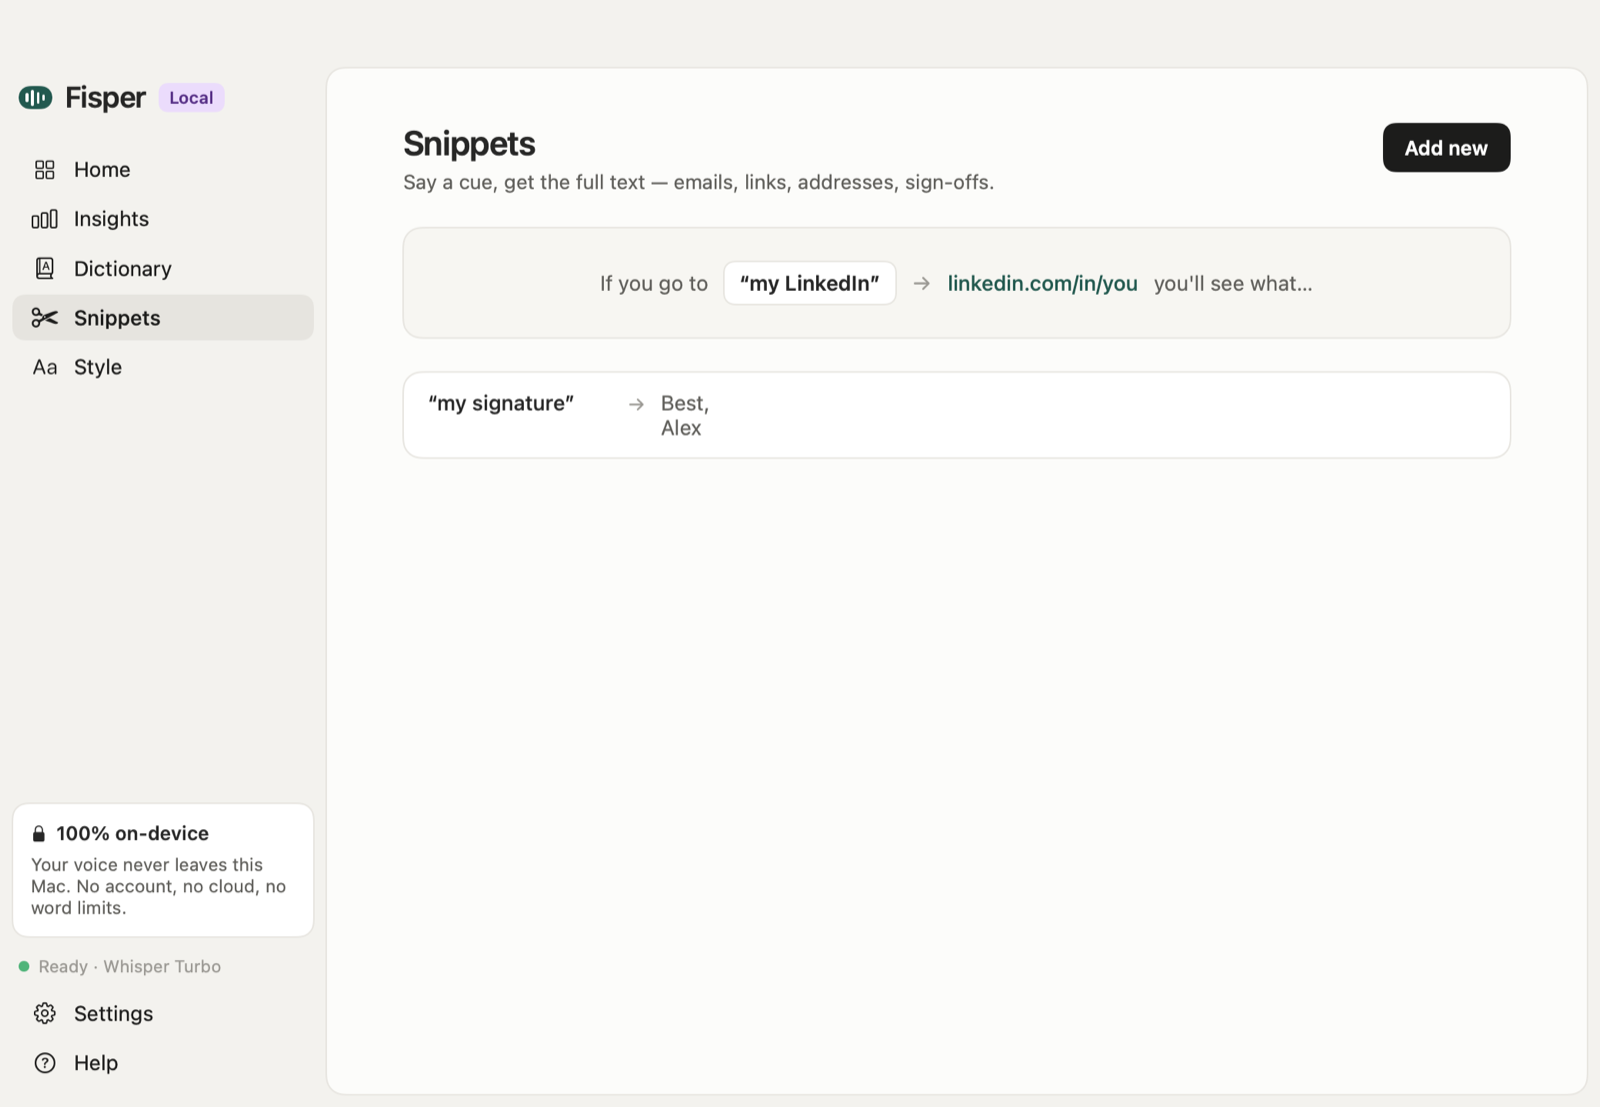 Fisper Local
Home
Insights
Dictionary
Snippets
Aa Style
100% on-device
Your voice never leaves this
Mac. No account, no cloud, no
word limits.
Ready · Whisper Turbo
Settings
Help
Snippets
Add new
Say a cue, get the full text — emails, links, addresses, sign-offs.
If you go to “my LinkedIn” → linkedin.com/in/you you'll see what...
“my signature” → Best,
Alex